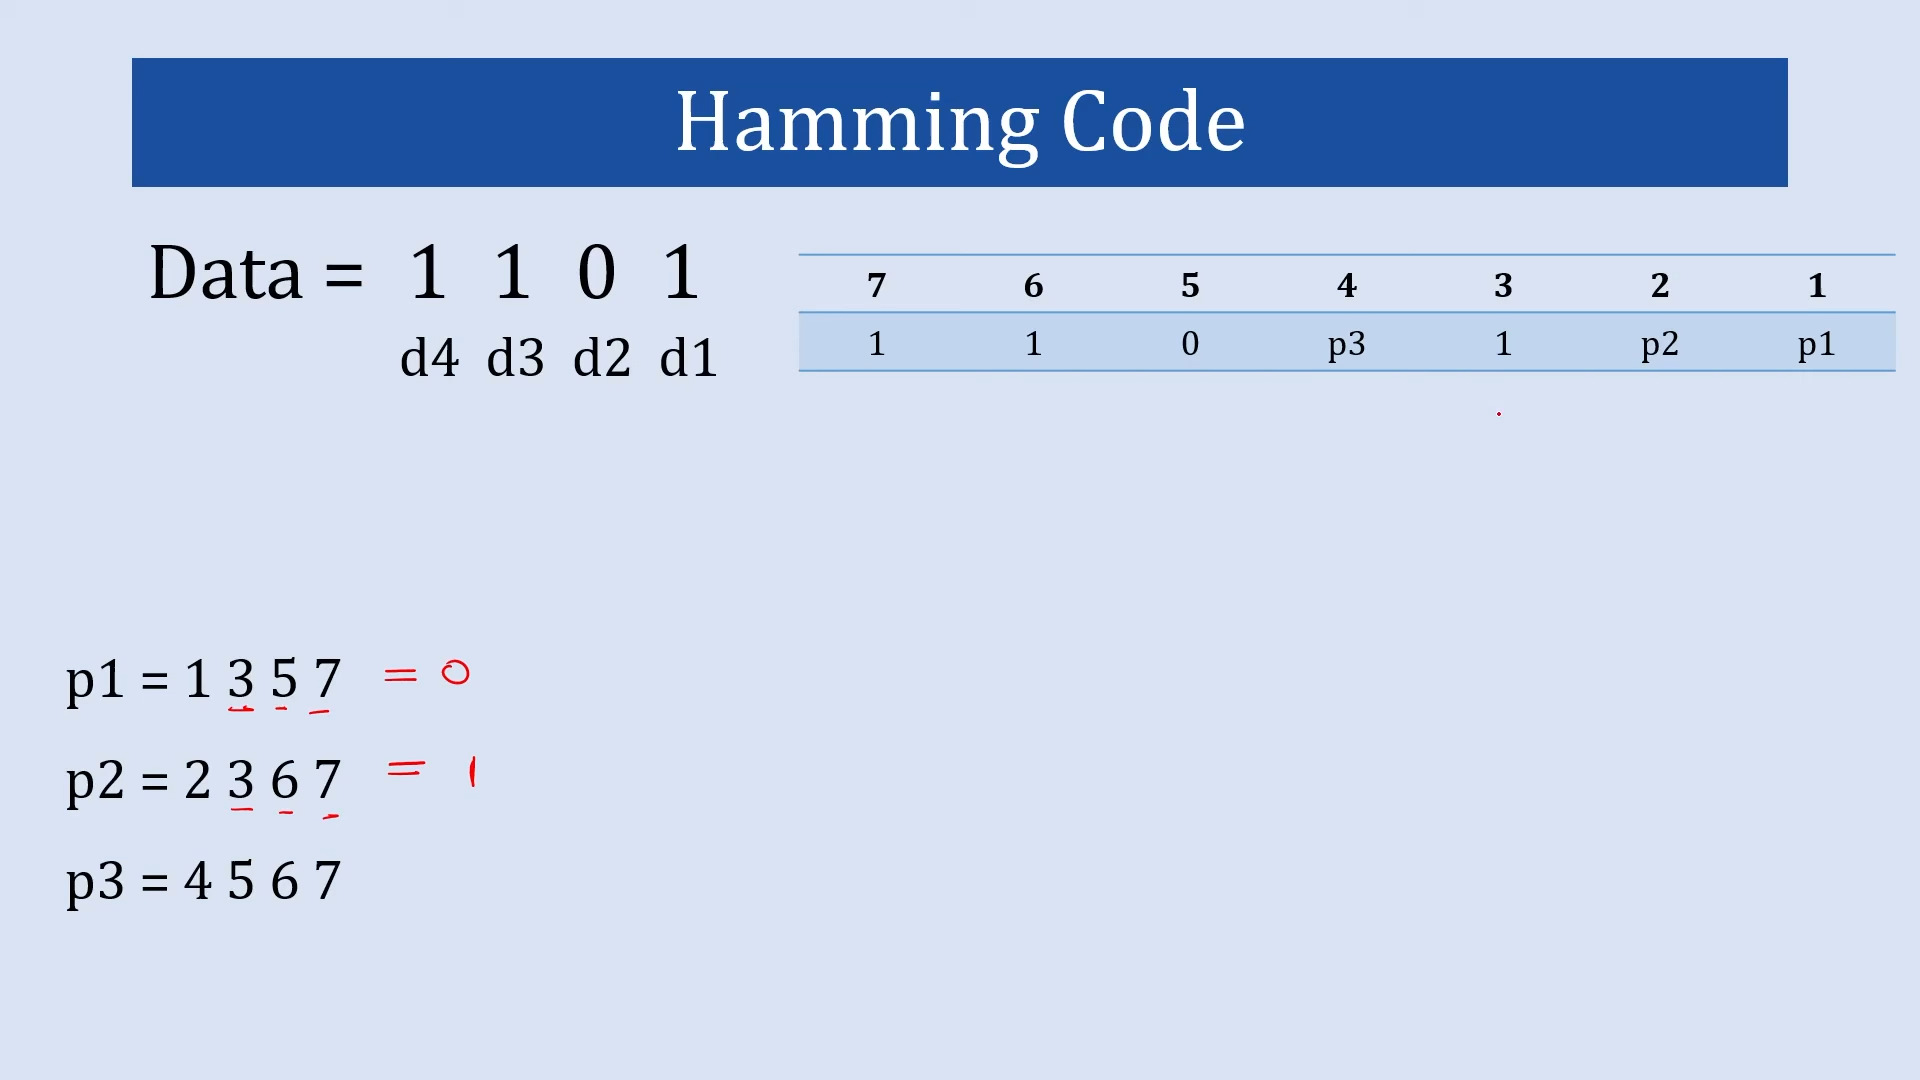 Hamming Code
Data = 1 1 0 1
d4 d3 d2 d1
7 6 5 4 3 2 1
1 1 0 p3 1 p2 p1
p1 = 1 3 5 7 = 0
p2 = 2 3 6 7 = 1
p3 = 4 5 6 7